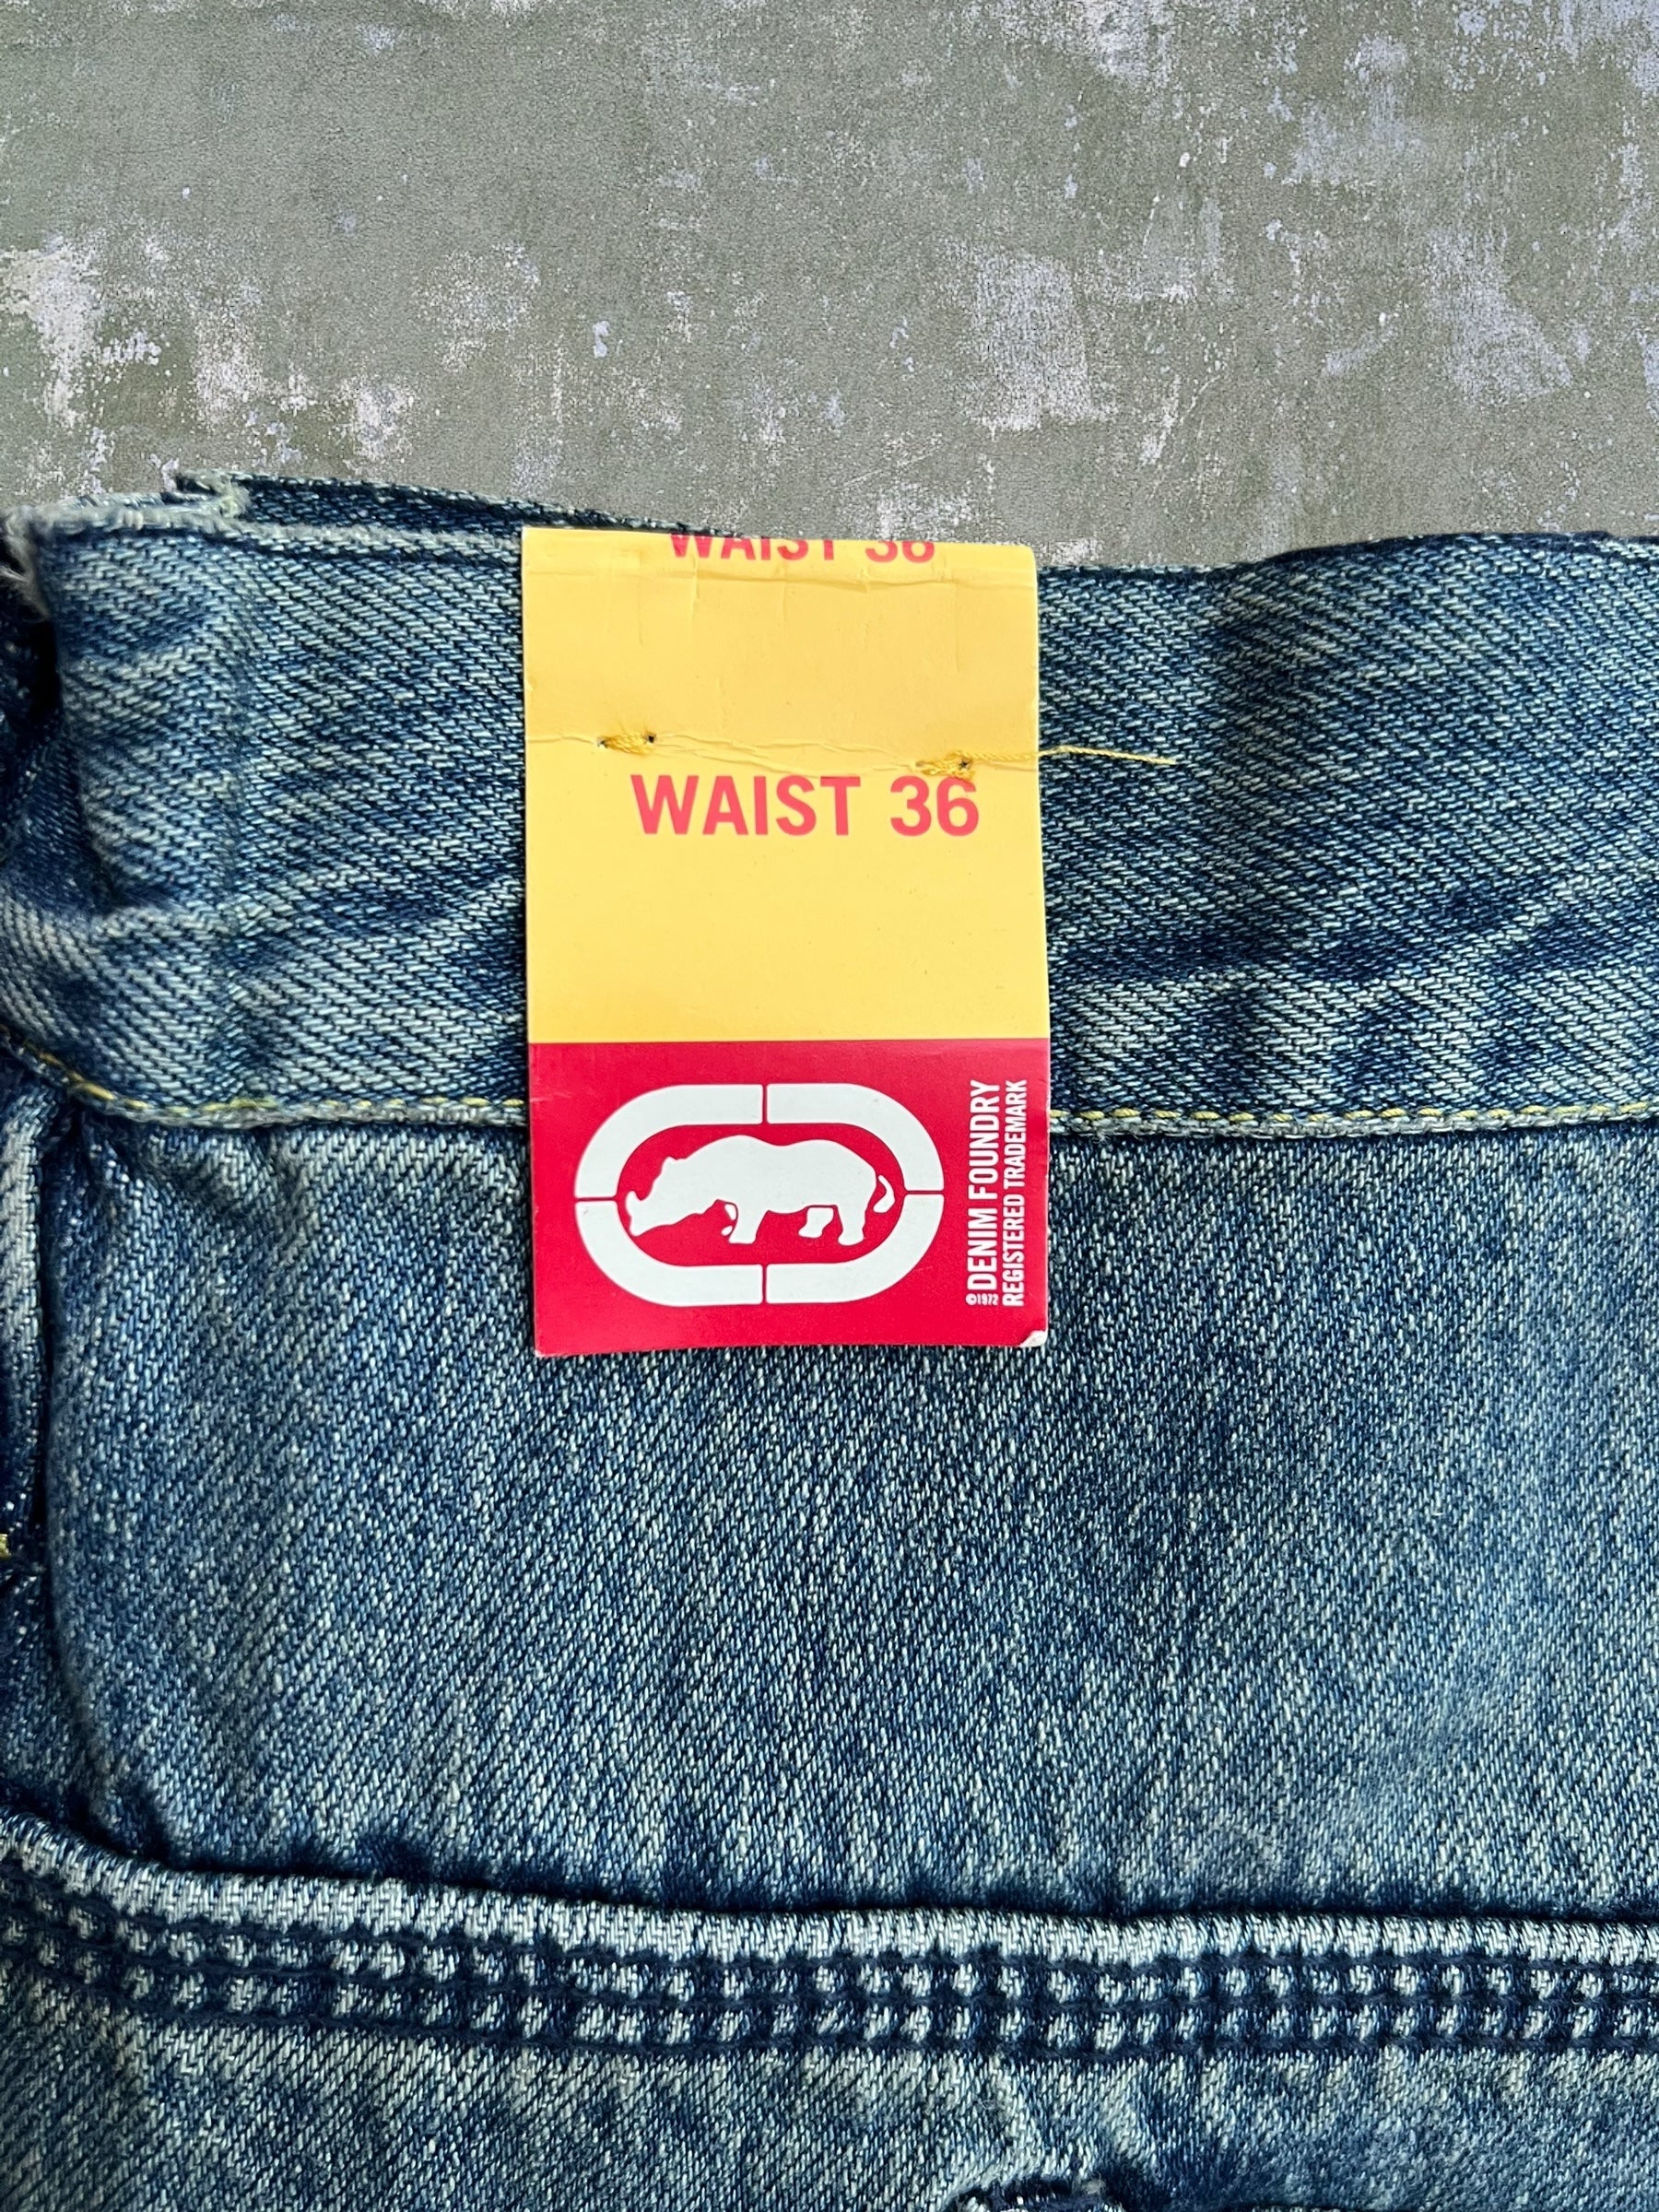 WAIST 36
WAIST 36
©1972 DENIM FOUNDRY
REGISTERED TRADEMARK